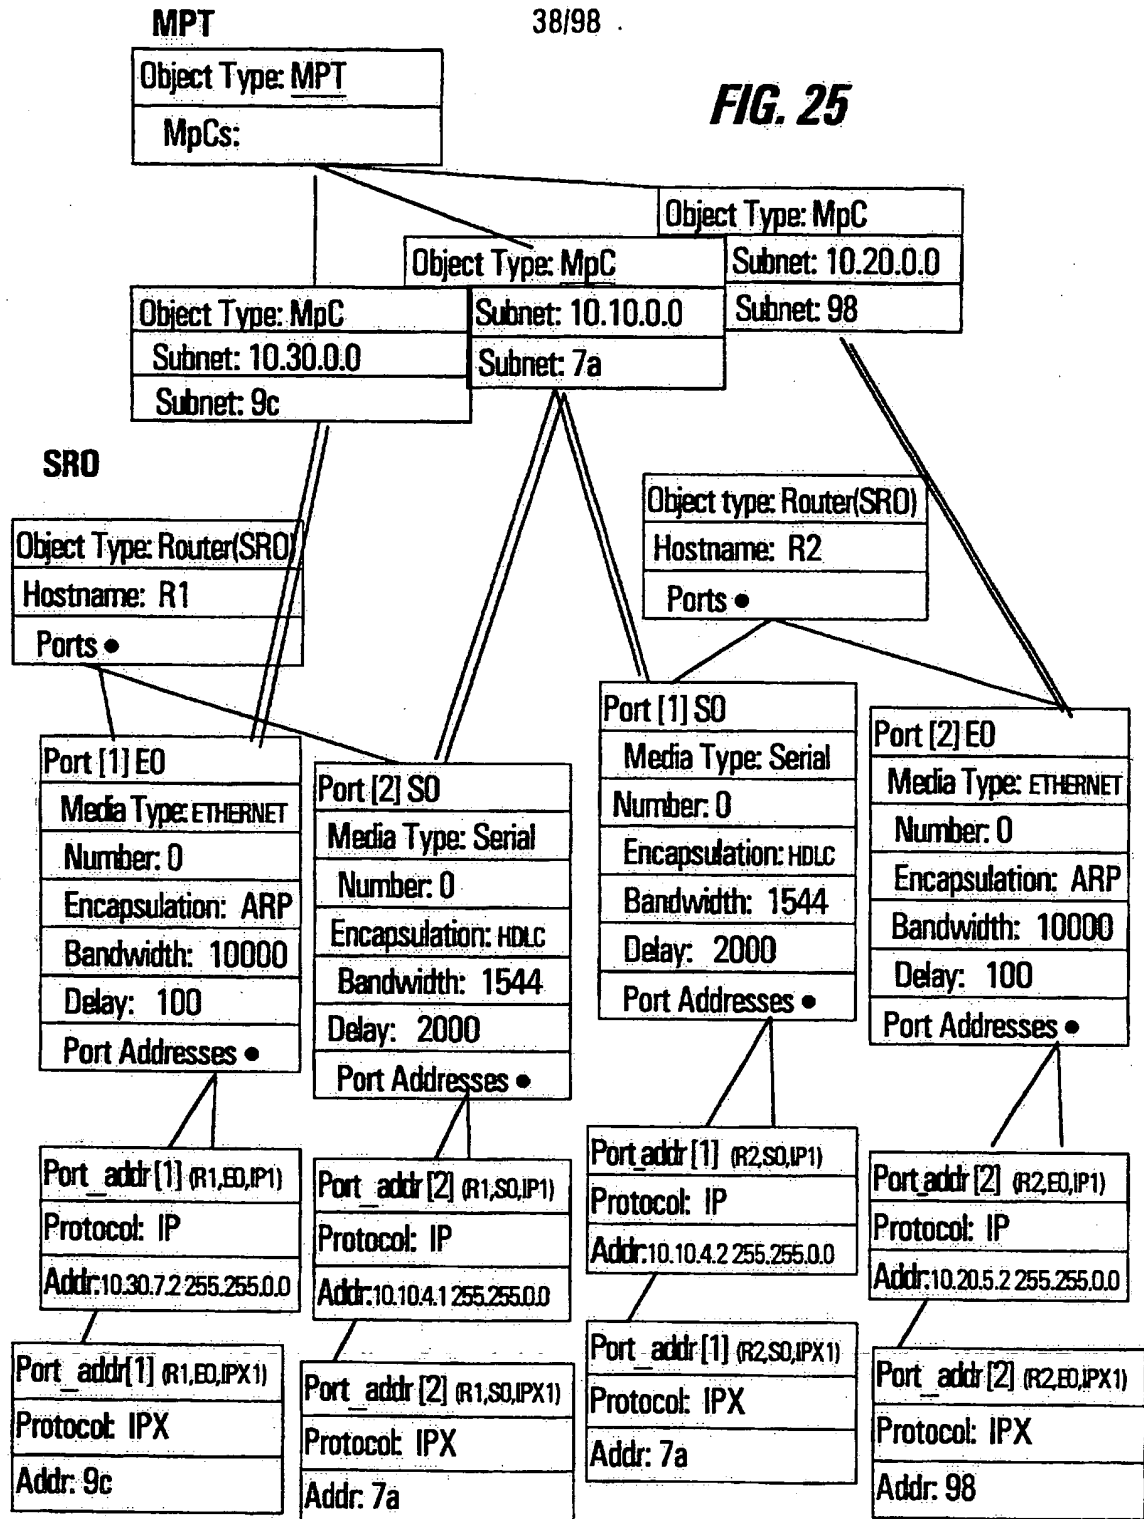 MPT
38/98
FIG. 25
Object Type: MPT
MpCs:
Object Type: MpC
Subnet: 10.20.0.0
Subnet: 98
Object Type: MpC
Subnet: 10.10.0.0
Subnet: 7a
Object Type: MpC
Subnet: 10.30.0.0
Subnet: 9c
SRO
Object Type: Router(SRO)
Hostname: R1
Ports •
Object type: Router(SRO)
Hostname: R2
Ports •
Port [1] E0
Media Type: ETHERNET
Number: 0
Encapsulation: ARP
Bandwidth: 10000
Delay: 100
Port Addresses •
Port [2] S0
Media Type: Serial
Number: 0
Encapsulation: HDLC
Bandwidth: 1544
Delay: 2000
Port Addresses •
Port [1] S0
Media Type: Serial
Number: 0
Encapsulation: HDLC
Bandwidth: 1544
Delay: 2000
Port Addresses •
Port [2] E0
Media Type: ETHERNET
Number: 0
Encapsulation: ARP
Bandwidth: 10000
Delay: 100
Port Addresses •
Port_addr [1] (R1,E0,IP1)
Protocol: IP
Addr:10.30.7.2 255.255.0.0
Port_addr [2] (R1,S0,IP1)
Protocol: IP
Addr:10.10.4.1 255.255.0.0
Port_addr [1] (R2,S0,IP1)
Protocol: IP
Addr:10.10.4.2 255.255.0.0
Port_addr [2] (R2,E0,IP1)
Protocol: IP
Addr:10.20.5.2 255.255.0.0
Port_addr[1] (R1,E0,IPX1)
Protocol: IPX
Addr: 9c
Port_addr [2] (R1,S0,IPX1)
Protocol: IPX
Addr: 7a
Port_addr [1] (R2,S0,IPX1)
Protocol: IPX
Addr: 7a
Port_addr [2] (R2,E0,IPX1)
Protocol: IPX
Addr: 98